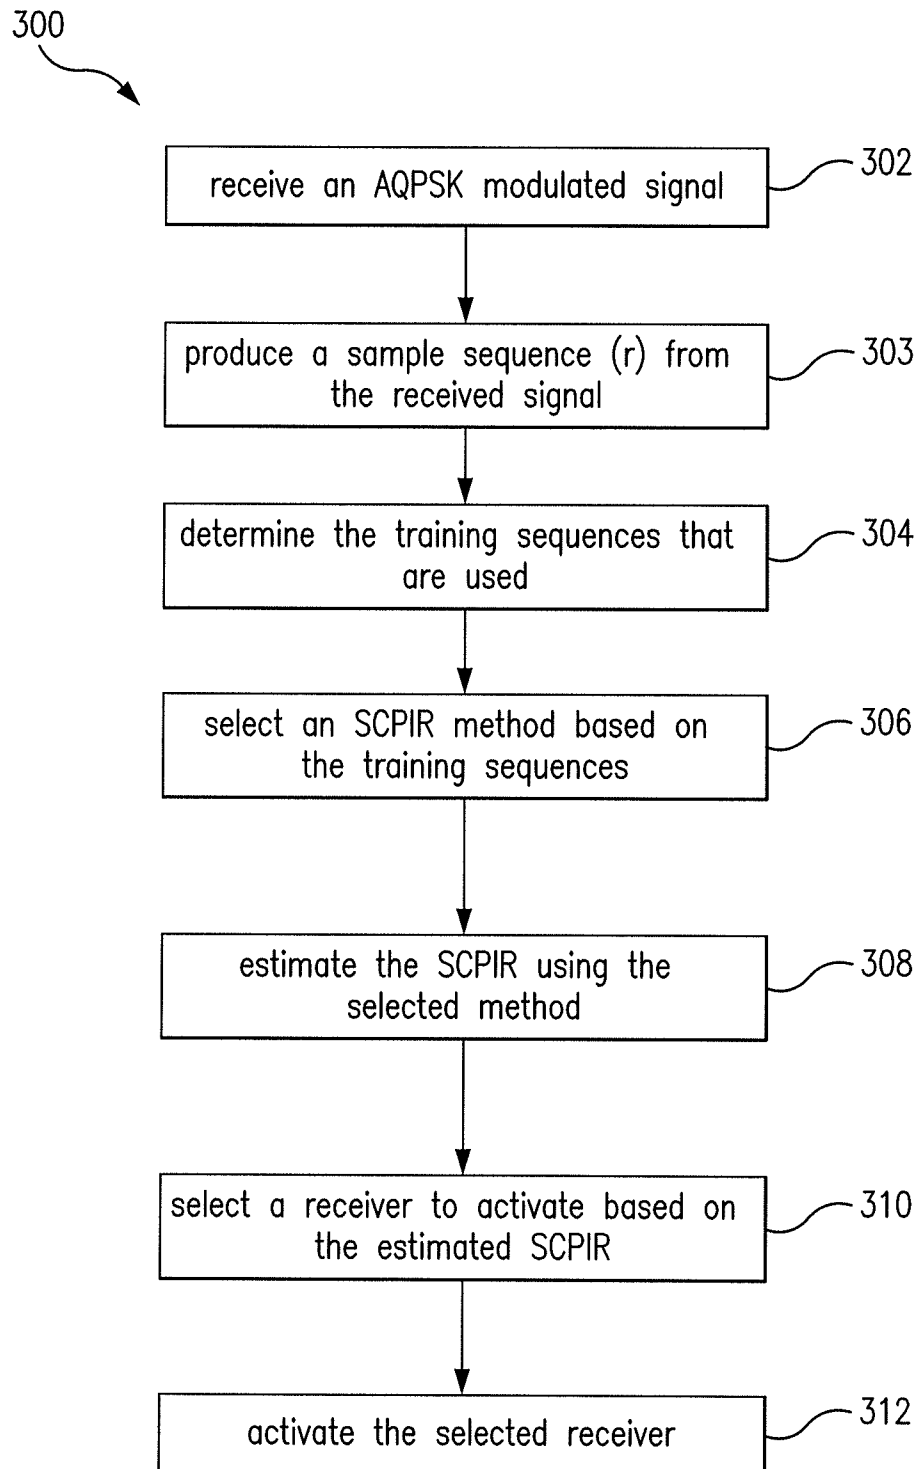 300
receive an AQPSK modulated signal
302
produce a sample sequence (r) from
the received signal
303
determine the training sequences that
are used
304
select an SCPIR method based on
the training sequences
306
estimate the SCPIR using the
selected method
308
select a receiver to activate based on
the estimated SCPIR
310
activate the selected receiver
312